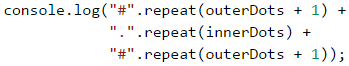 console.log("#".repeat(outerDots + 1) +
            ".".repeat(innerDots) +
            "#".repeat(outerDots + 1));